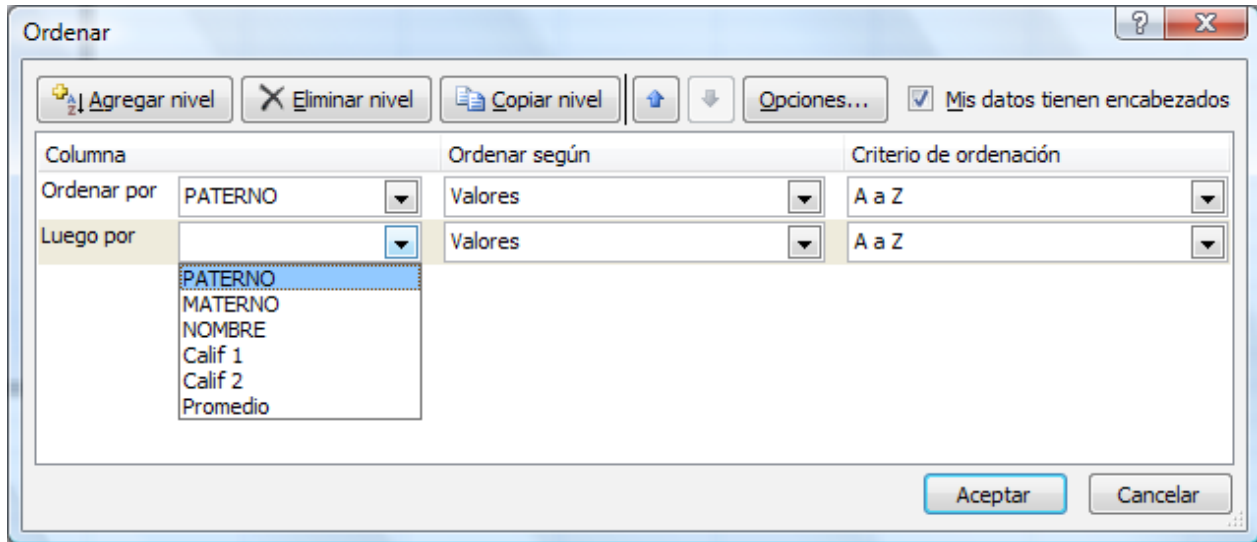 Ordenar
Agregar nivel Eliminar nivel Copiar nivel Opciones... Mis datos tienen encabezados
Columna Ordenar según Criterio de ordenación
Ordenar por PATERNO Valores A a Z
Luego por Valores A a Z
PATERNO
MATERNO
NOMBRE
Calif 1
Calif 2
Promedio
Aceptar Cancelar